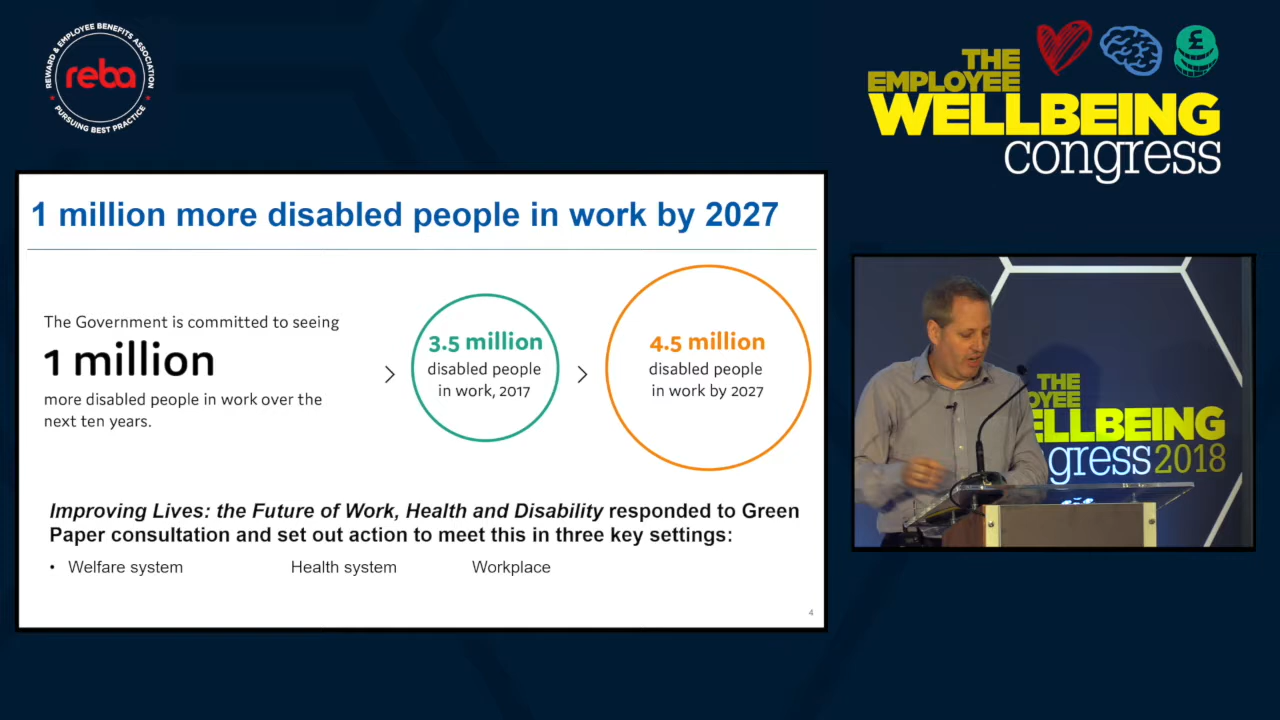 REWARD & EMPLOYEE BENEFITS ASSOCIATION
reba
PURSUING BEST PRACTICE
THE
EMPLOYEE
WELLBEING
congress
£
1 million more disabled people in work by 2027
The Government is committed to seeing
1 million
more disabled people in work over the
next ten years.
>
3.5 million
disabled people
in work, 2017
>
4.5 million
disabled people
in work by 2027
Improving Lives: the Future of Work, Health and Disability responded to Green
Paper consultation and set out action to meet this in three key settings:
• Welfare system Health system Workplace
4
THE
OYEE
ELLBEING
gress 2018